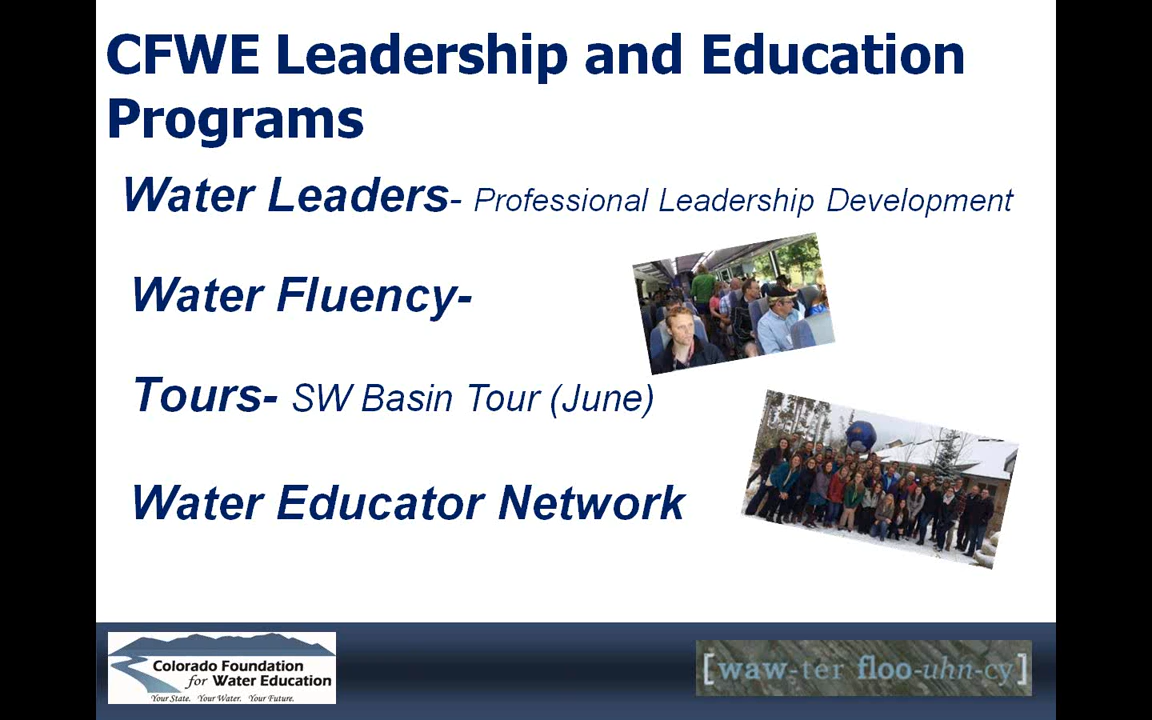 CFWE Leadership and Education
Programs
Water Leaders- Professional Leadership Development
Water Fluency-
Tours- SW Basin Tour (June)
Water Educator Network
Colorado Foundation
for Water Education
Your State. Your Water. Your Future.
[waw-ter floo-uhn-cy]